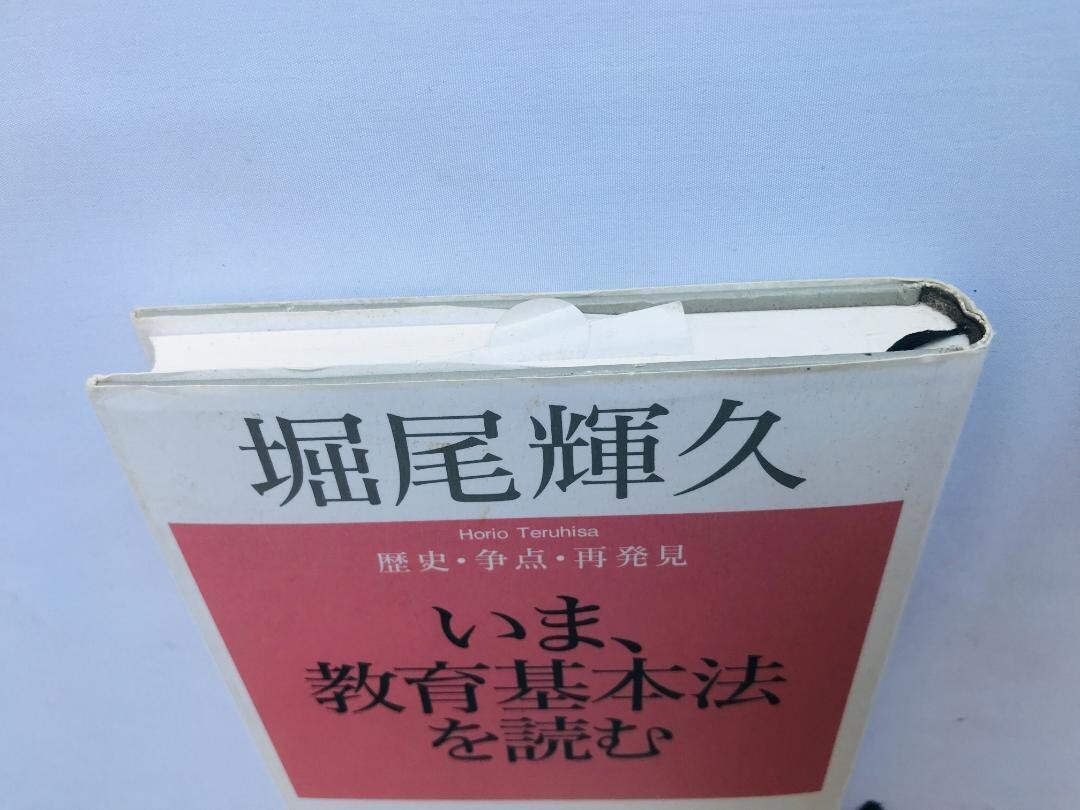 堀尾輝久
Horio Teruhisa
歴史・争点・再発見
いま、
教育基本法
を読む